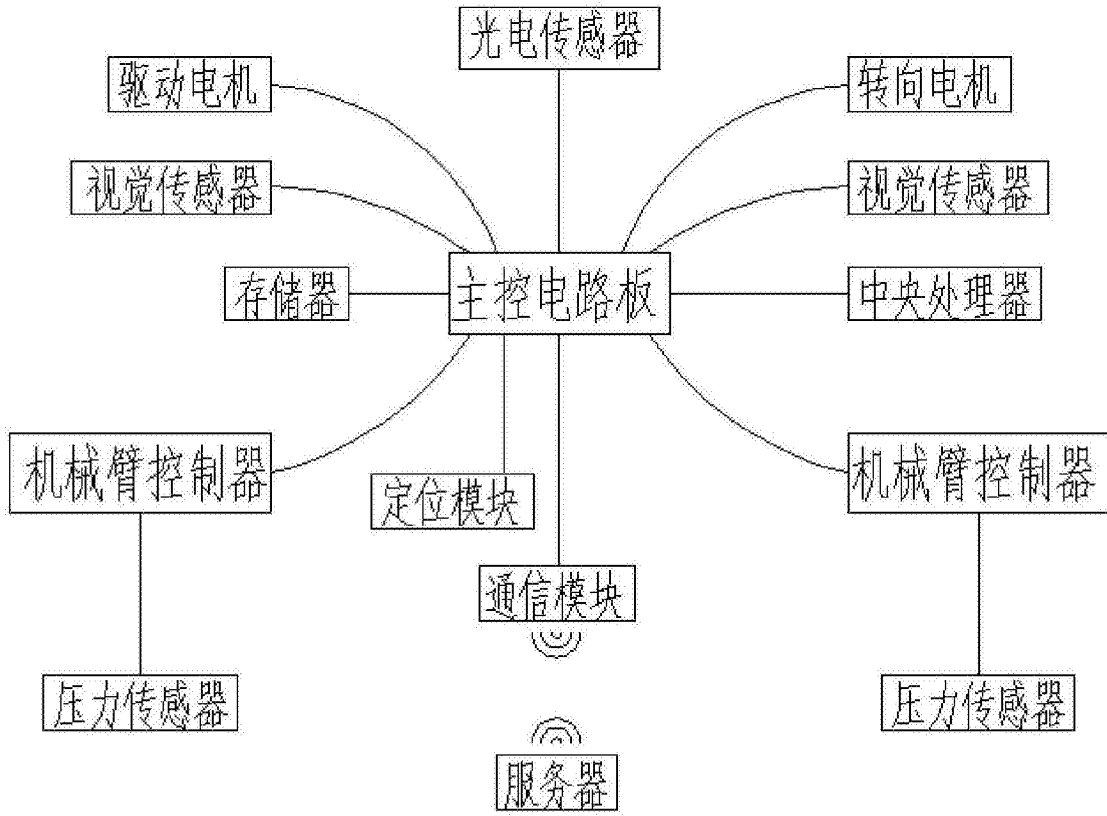 光电传感器
驱动电机
转向电机
视觉传感器
视觉传感器
存储器
主控电路板
中央处理器
机械臂控制器
机械臂控制器
定位模块
通信模块
压力传感器
压力传感器
服务器